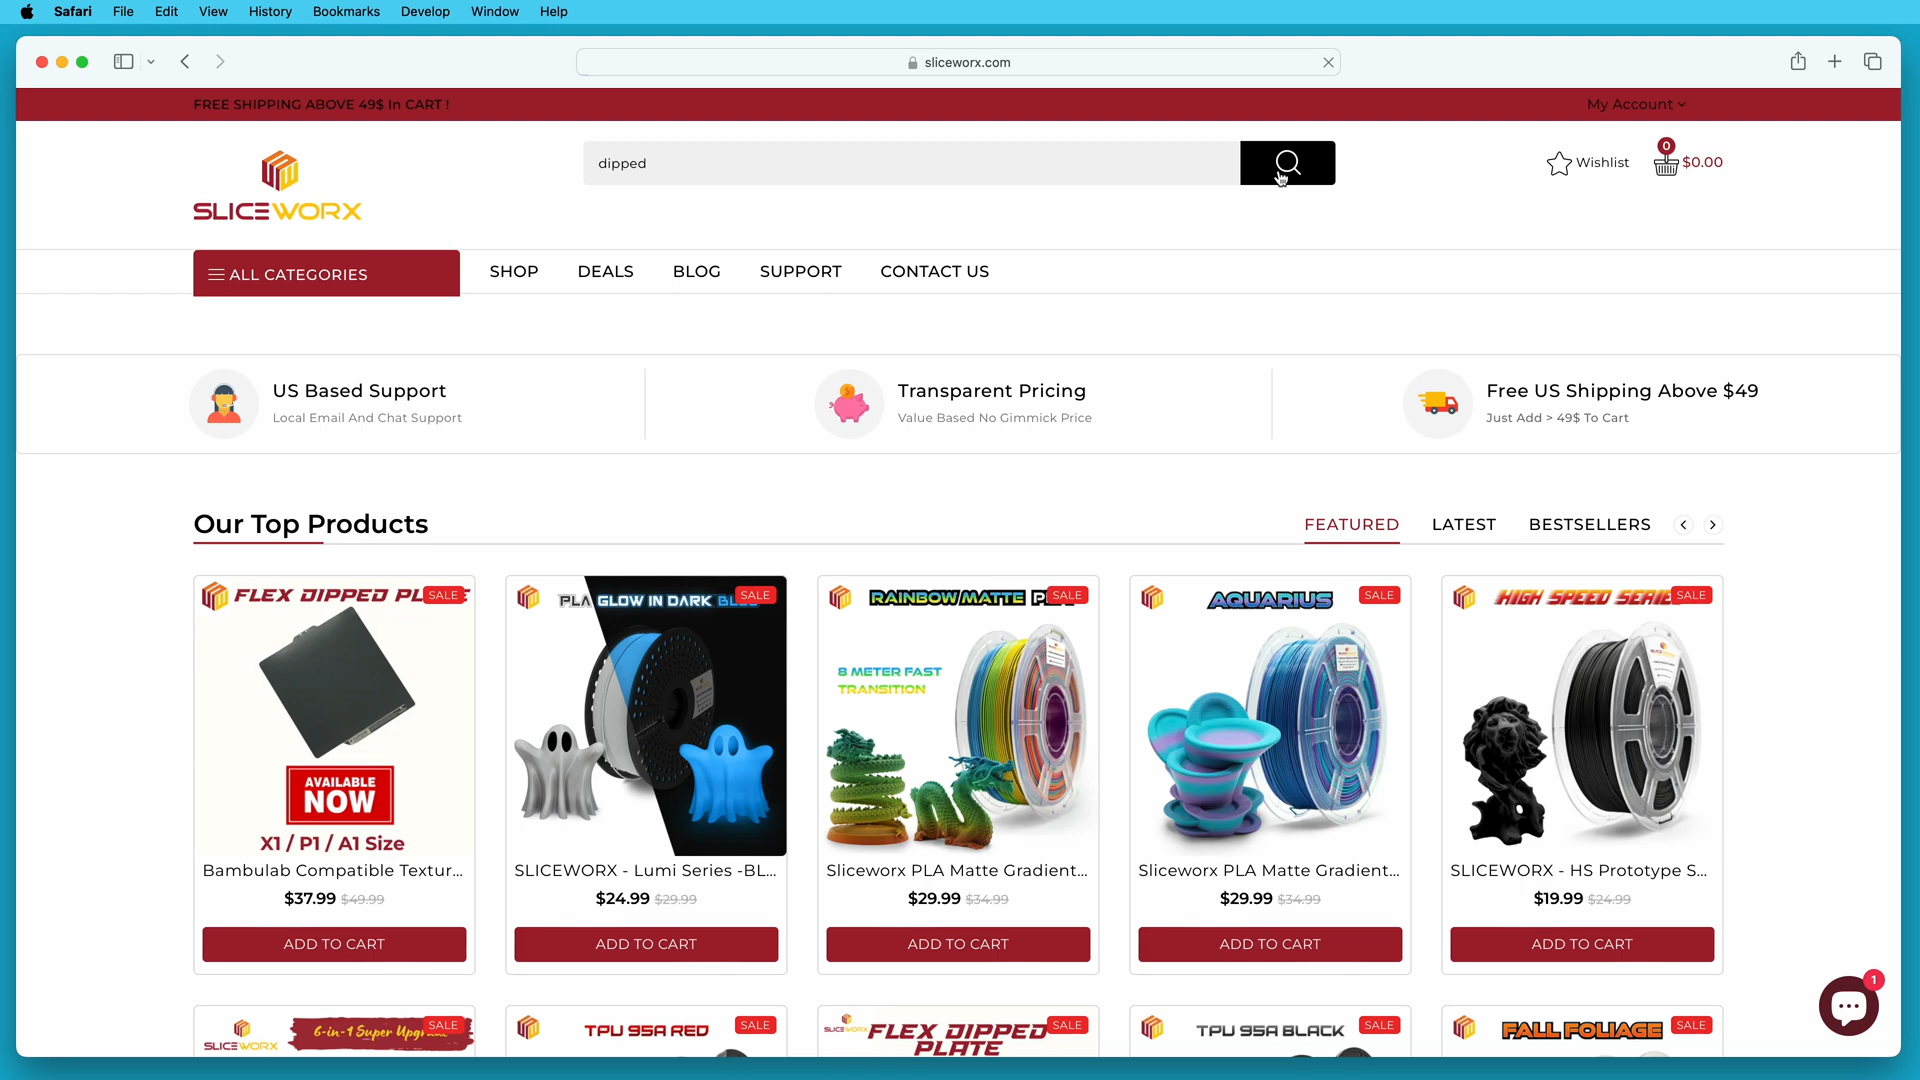 Safari File Edit View History Bookmarks Develop Window Help
sliceworx.com
FREE SHIPPING ABOVE 49$ In CART !
My Account
SLICEWORX
dipped
Wishlist
0
$0.00
ALL CATEGORIES
SHOP DEALS BLOG SUPPORT CONTACT US
US Based Support
Local Email And Chat Support
Transparent Pricing
Value Based No Gimmick Price
Free US Shipping Above $49
Just Add > 49$ To Cart
Our Top Products
FEATURED LATEST BESTSELLERS
FLEX DIPPED
SALE
AVAILABLE
NOW
X1 / P1 / A1 Size
Bambulab Compatible Textur...
$37.99 $49.99
ADD TO CART
PLA GLOW IN DARK
SALE
SLICEWORX - Lumi Series -BL...
$24.99 $29.99
ADD TO CART
RAINBOW MATTE
SALE
8 METER FAST
TRANSITION
Sliceworx PLA Matte Gradient...
$29.99 $34.99
ADD TO CART
AQUARIUS
SALE
Sliceworx PLA Matte Gradient...
$29.99 $34.99
ADD TO CART
HIGH SPEED
SALE
SLICEWORX - HS Prototype S...
$19.99 $24.99
ADD TO CART
1
SLICEWORX
6-in-1 Super
SALE
TPU 95A RED
SALE
SLICEWORX
FLEX DIPPED
PLATE
SALE
TPU 95A BLACK
SALE
FALL FOLIAGE
SALE